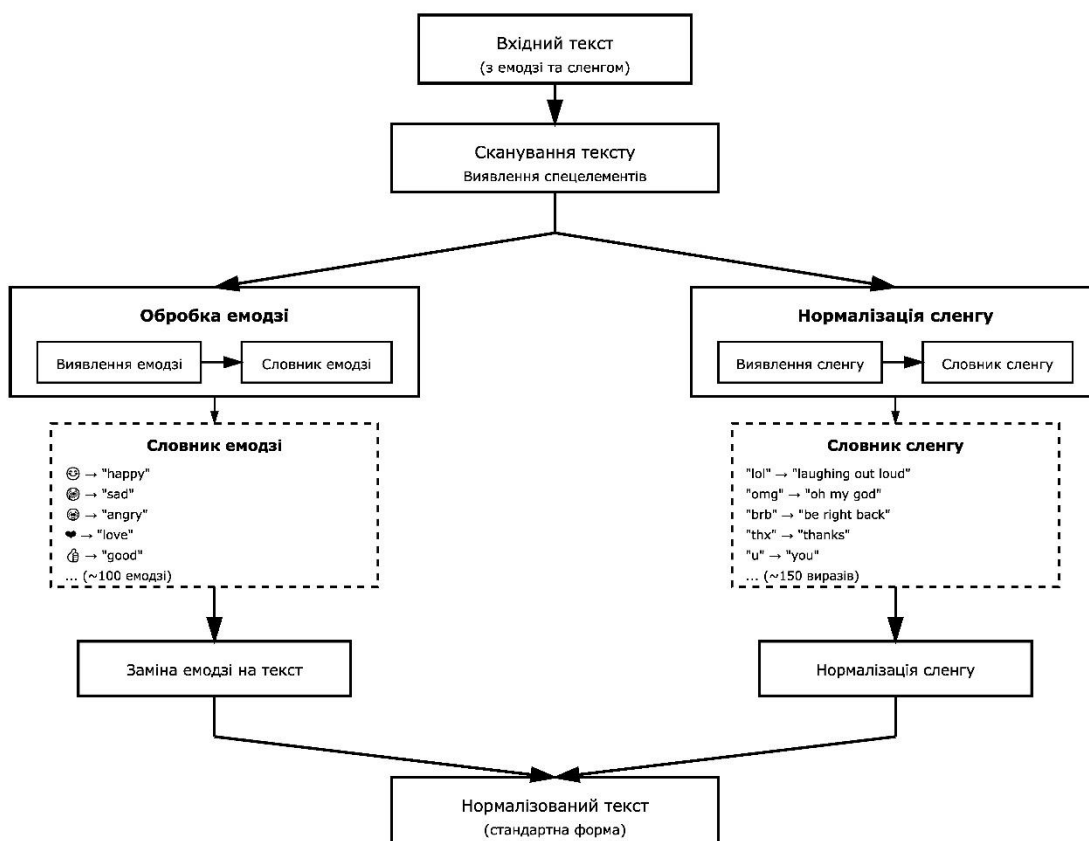 Вхідний текст
(з емодзі та сленгом)
Сканування тексту
Виявлення спецелементів
Обробка емодзі
Виявлення емодзі
Словник емодзі
Словник емодзі
😊 → "happy"
→ "sad"
→ "angry"
❤ → "love"
👍 → "good"
... (~100 емодзі)
Заміна емодзі на текст
Нормалізація сленгу
Виявлення сленгу
Словник сленгу
Словник сленгу
"lol" → "laughing out loud"
"omg" → "oh my god"
"brb" → "be right back"
"thx" → "thanks"
"u" → "you"
... (~150 виразів)
Нормалізація сленгу
Нормалізований текст
(стандартна форма)